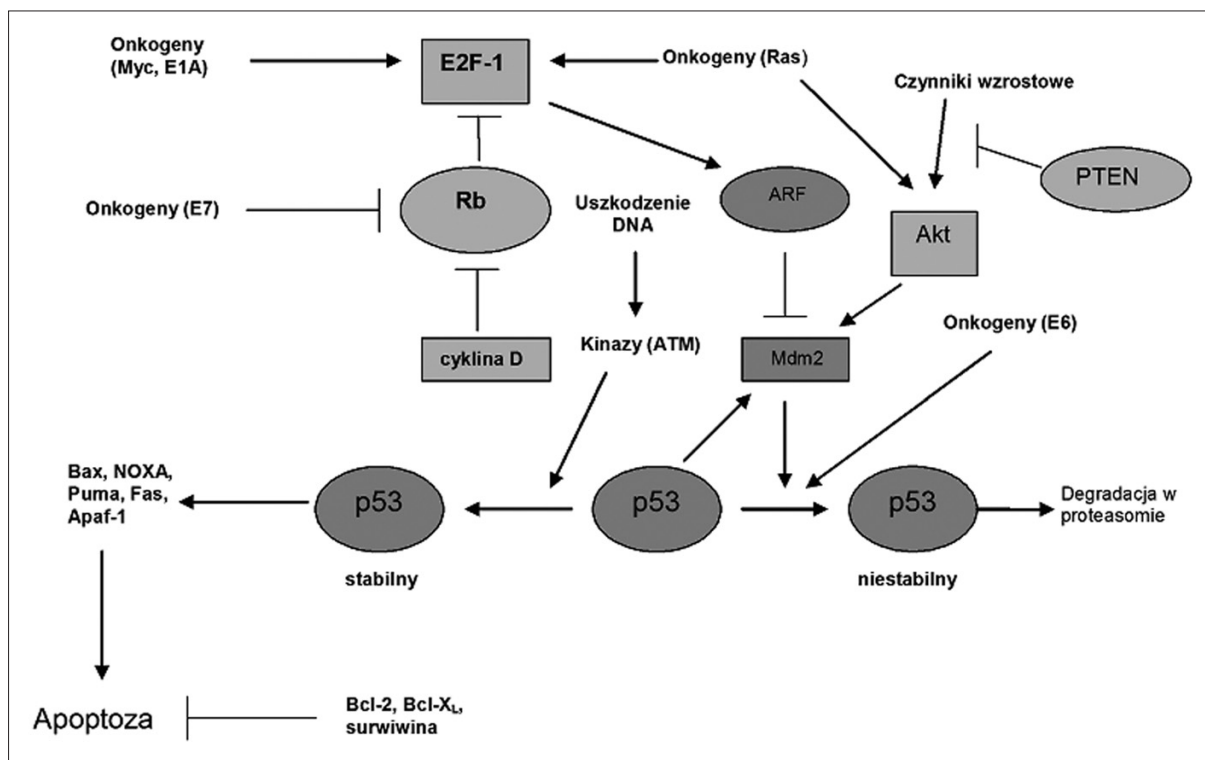 Onkogeny
(Myc, E1A)
E2F-1
Onkogeny (Ras)
Czynniki wzrostowe
PTEN
Onkogeny (E7)
Rb
Uszkodzenie
DNA
ARF
Akt
cyklina D
Kinazy (ATM)
Mdm2
Onkogeny (E6)
Bax, NOXA,
Puma, Fas,
Apaf-1
p53
p53
p53
Degradacja w
proteasomie
stabilny
niestabilny
Apoptoza
Bcl-2, Bcl-XL,
surwiwina